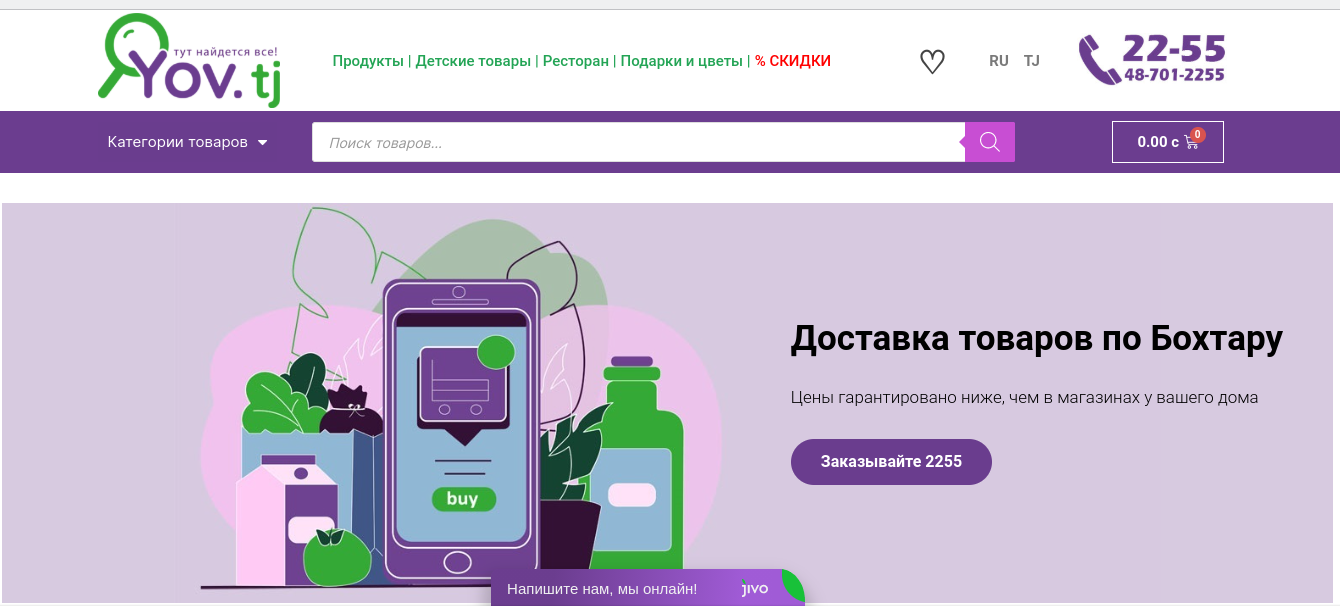 тут найдется все!
Yov.tj
Продукты | Детские товары | Ресторан | Подарки и цветы | % СКИДКИ
RU TJ
22-55
48-701-2255
Категории товаров
Поиск товаров...
0.00 с 0
Доставка товаров по Бохтару
Цены гарантировано ниже, чем в магазинах у вашего дома
Заказывайте 2255
buy
Напишите нам, мы онлайн! jivo